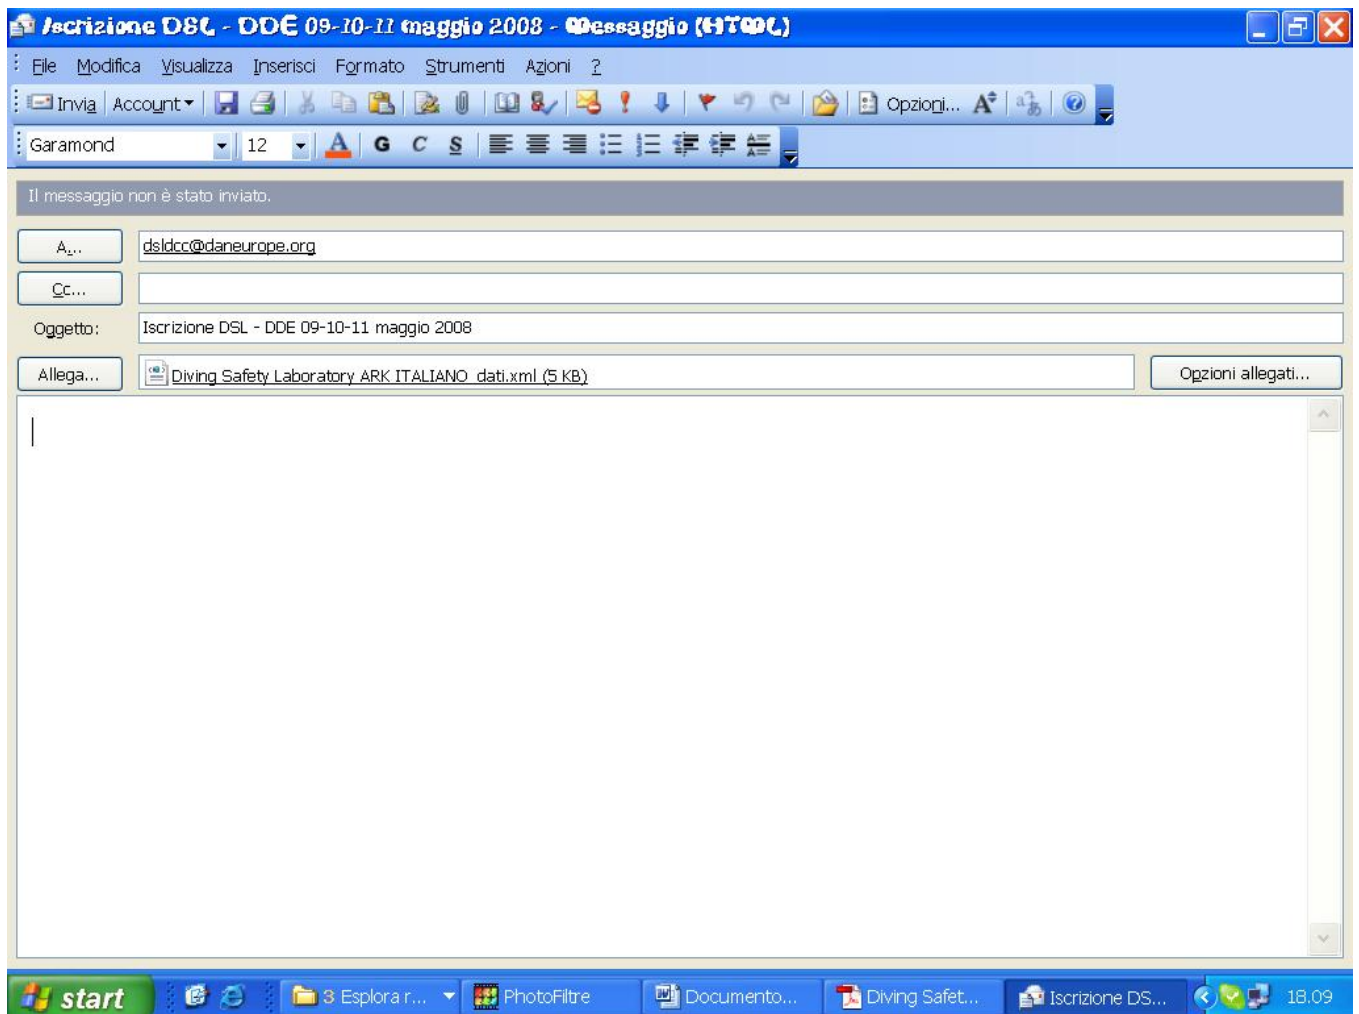 Iscrizione DSL - DDE 09-10-11 maggio 2008 - Messaggio (HTML)
File Modifica Visualizza Inserisci Formato Strumenti Azioni ?
Invia Account Opzioni...
Garamond 12 A G C S
Il messaggio non è stato inviato.
A... dsldcc@daneurope.org
Cc...
Oggetto: Iscrizione DSL - DDE 09-10-11 maggio 2008
Allega... Diving Safety Laboratory ARK ITALIANO_dati.xml (5 KB) Opzioni allegati...
start 3 Esplora r... PhotoFiltre Documento... Diving Safet... Iscrizione DS... 18.09